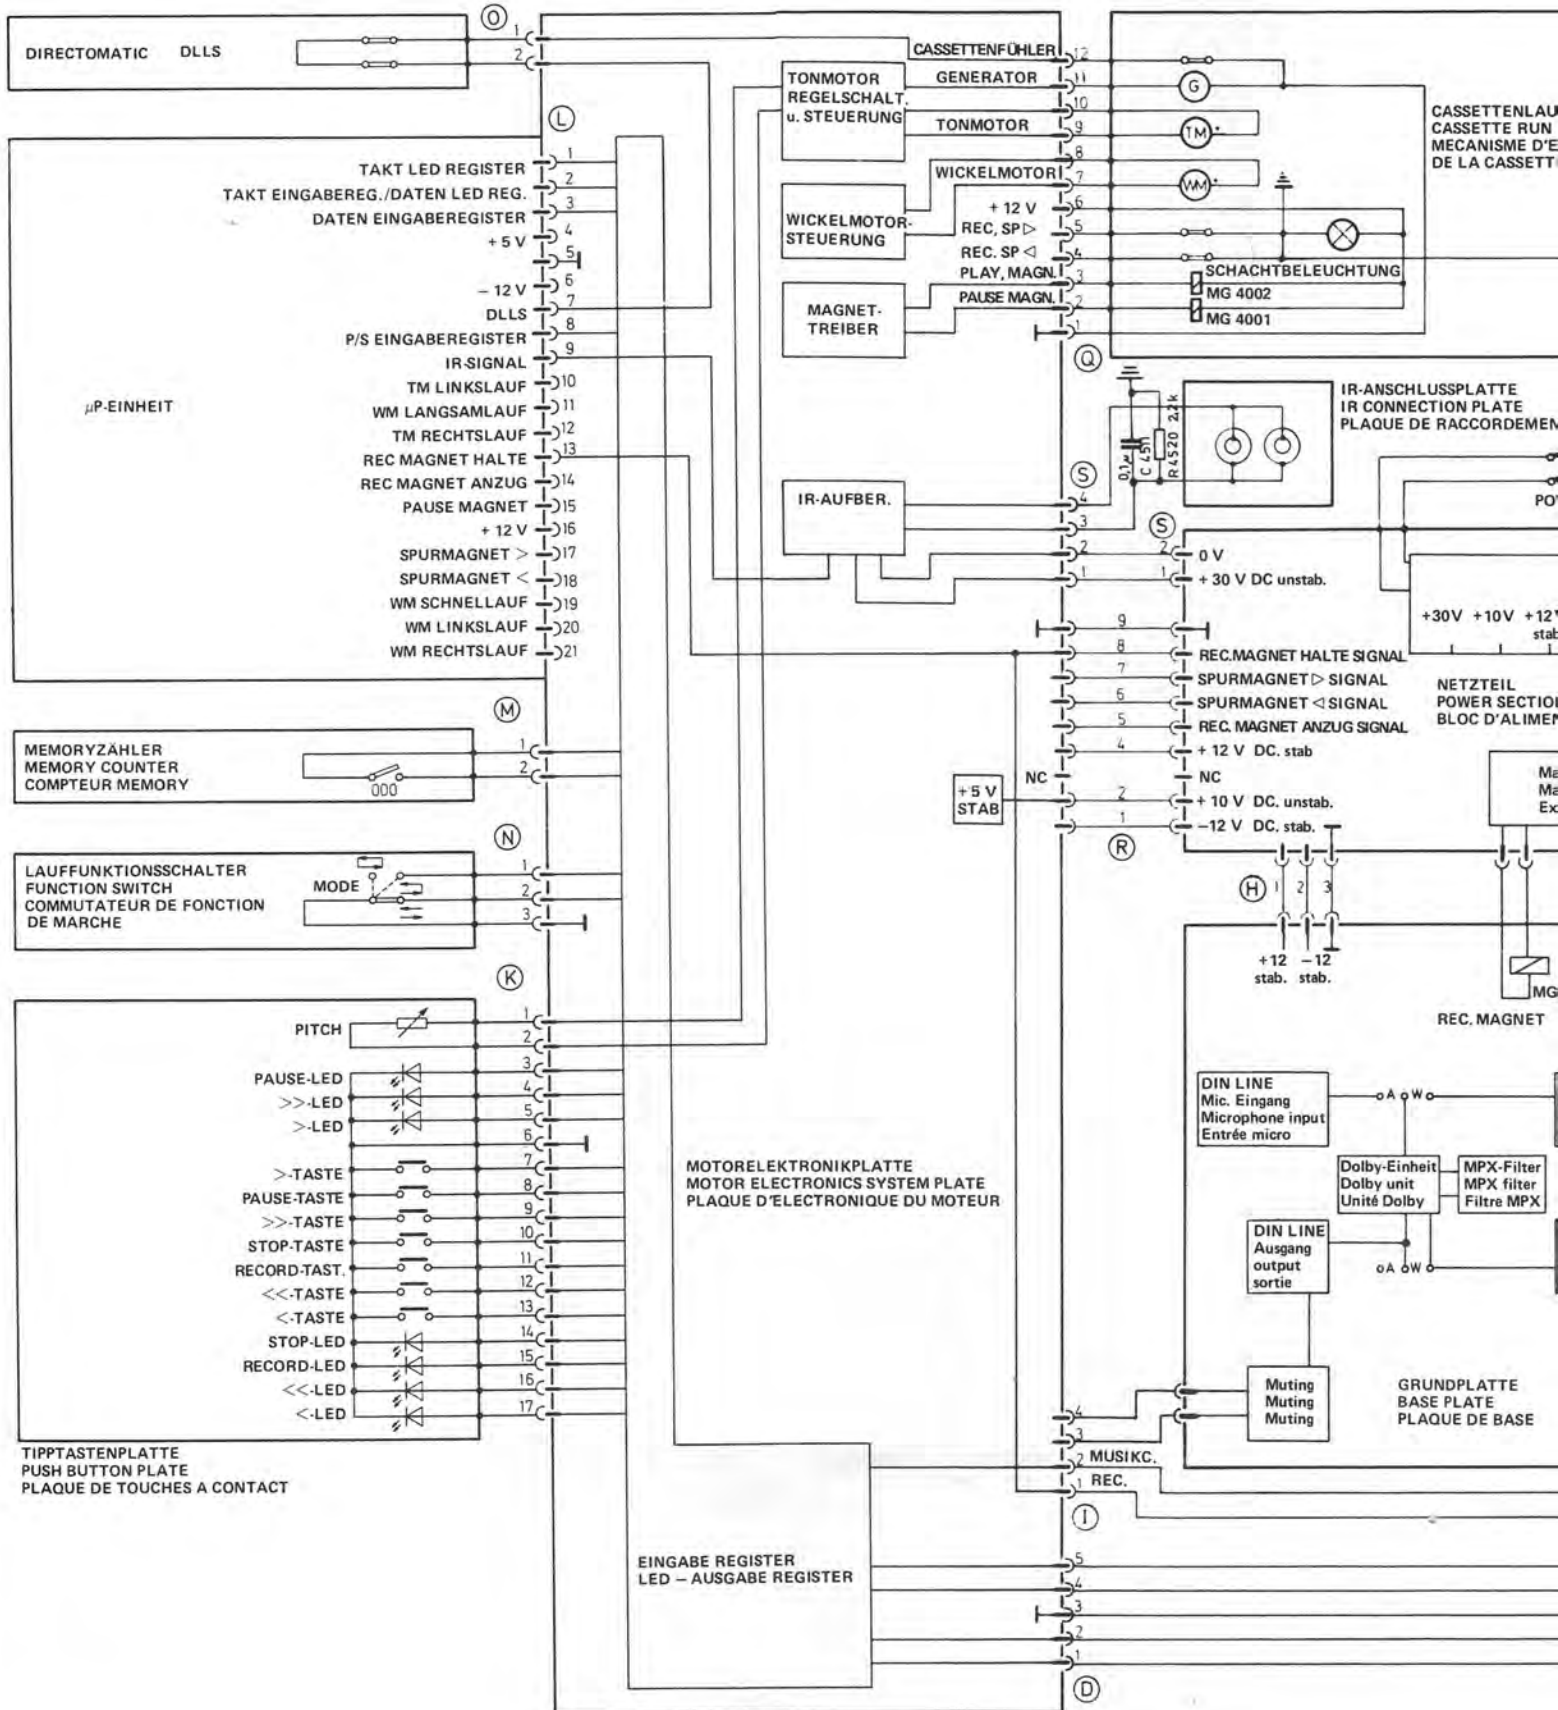 DIRECTOMATIC DLLS
O
1
2
L
µP-EINHEIT
TAKT LED REGISTER 1
TAKT EINGABEREG./DATEN LED REG. 2
DATEN EINGABEREGISTER 3
+ 5 V 4
5
– 12 V 6
DLLS 7
P/S EINGABEREGISTER 8
IR-SIGNAL 9
TM LINKSLAUF 10
WM LANGSAMLAUF 11
TM RECHTSLAUF 12
REC MAGNET HALTE 13
REC MAGNET ANZUG 14
PAUSE MAGNET 15
+ 12 V 16
SPURMAGNET > 17
SPURMAGNET < 18
WM SCHNELLAUF 19
WM LINKSLAUF 20
WM RECHTSLAUF 21
M
MEMORYZÄHLER
MEMORY COUNTER
COMPTEUR MEMORY
000
1
2
N
LAUFFUNKTIONSSCHALTER
FUNCTION SWITCH
COMMUTATEUR DE FONCTION
DE MARCHE
MODE
1
2
3
K
PITCH
1
2
PAUSE-LED 3
>>-LED 4
>-LED 5
6
>-TASTE 7
PAUSE-TASTE 8
>>-TASTE 9
STOP-TASTE 10
RECORD-TAST. 11
<<-TASTE 12
<-TASTE 13
STOP-LED 14
RECORD-LED 15
<<-LED 16
<-LED 17
TIPPTASTENPLATTE
PUSH BUTTON PLATE
PLAQUE DE TOUCHES A CONTACT
TONMOTOR
REGELSCHALT.
u. STEUERUNG
WICKELMOTOR-
STEUERUNG
MAGNET-
TREIBER
CASSETTENFÜHLER 12
GENERATOR 11
10
TONMOTOR 9
8
WICKELMOTOR 7
+ 12 V 6
REC, SP ▷ 5
REC. SP ◁ 4
PLAY, MAGN. 3
PAUSE MAGN. 2
1
Q
G
TM
WM
SCHACHTBELEUCHTUNG
MG 4002
MG 4001
CASSETTENLAU
CASSETTE RUN
MECANISME D'E
DE LA CASSETT
IR-AUFBER.
S
4
3
2
1
0,1µ
C 4511
R 4520 2,2k
IR-ANSCHLUSSPLATTE
IR CONNECTION PLATE
PLAQUE DE RACCORDEMEN
PO
S
2 0 V
1 + 30 V DC unstab.
+30V +10V +12V
stab
9
8 REC.MAGNET HALTE SIGNAL
7 SPURMAGNET ▷ SIGNAL
6 SPURMAGNET ◁ SIGNAL
5 REC. MAGNET ANZUG SIGNAL
4 + 12 V DC. stab
NC NC
2 + 10 V DC. unstab.
1 –12 V DC. stab.
R
+ 5 V
STAB
NETZTEIL
POWER SECTION
BLOC D'ALIMEN
Ma
Ma
Ex
H 1 2 3
+12 –12
stab. stab.
MG
REC. MAGNET
DIN LINE
Mic. Eingang
Microphone input
Entrée micro
A W
Dolby-Einheit
Dolby unit
Unité Dolby
MPX-Filter
MPX filter
Filtre MPX
DIN LINE
Ausgang
output
sortie
A W
Muting
Muting
Muting
GRUNDPLATTE
BASE PLATE
PLAQUE DE BASE
MOTORELEKTRONIKPLATTE
MOTOR ELECTRONICS SYSTEM PLATE
PLAQUE D'ELECTRONIQUE DU MOTEUR
4
3
2 MUSIKC.
1 REC.
I
EINGABE REGISTER
LED – AUSGABE REGISTER
5
4
3
2
1
D